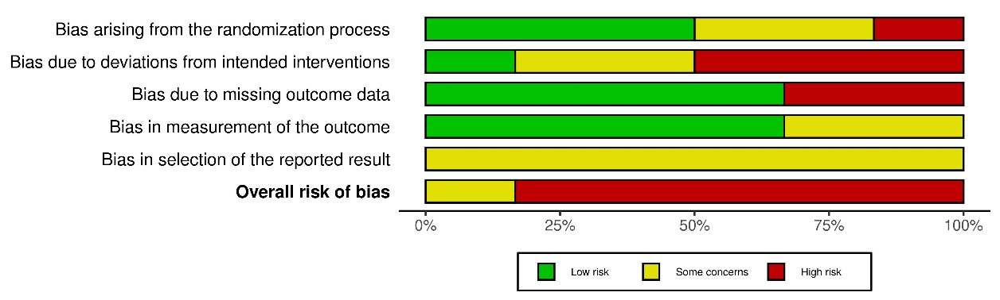 Bias arising from the randomization process
Bias due to deviations from intended interventions
Bias due to missing outcome data
Bias in measurement of the outcome
Bias in selection of the reported result
Overall risk of bias
0% 25% 50% 75% 100%
Low risk Some concerns High risk